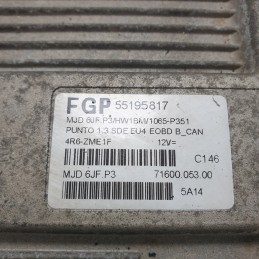 FGP 55195817
MJD 6JF.P3/HW16M/1065-P351
PUNTO 1.3 SDE EU4 EOBD B_CAN
4R6-ZME1F 12V=
C146
MJD 6JF.P3 71600.053.00
5A14